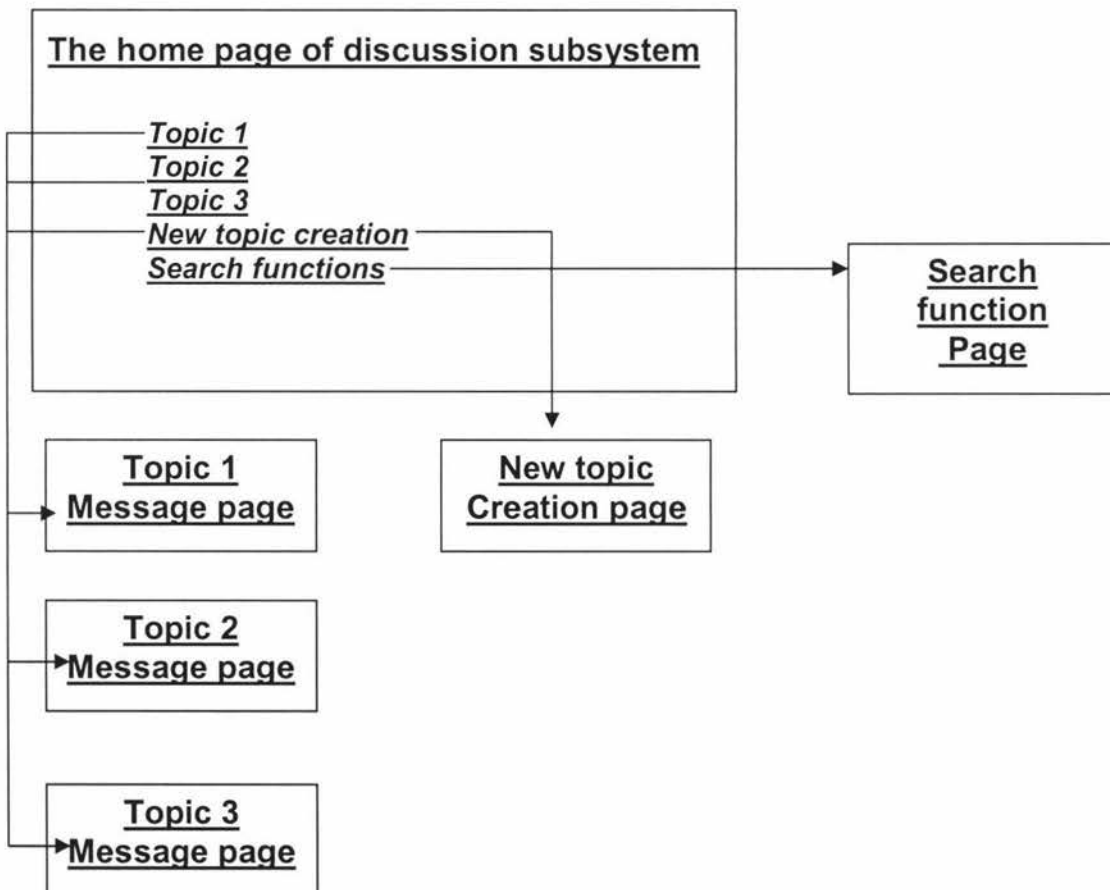 The home page of discussion subsystem
Topic 1
Topic 2
Topic 3
New topic creation
Search functions
Search
function
Page
Topic 1
Message page
New topic
Creation page
Topic 2
Message page
Topic 3
Message page